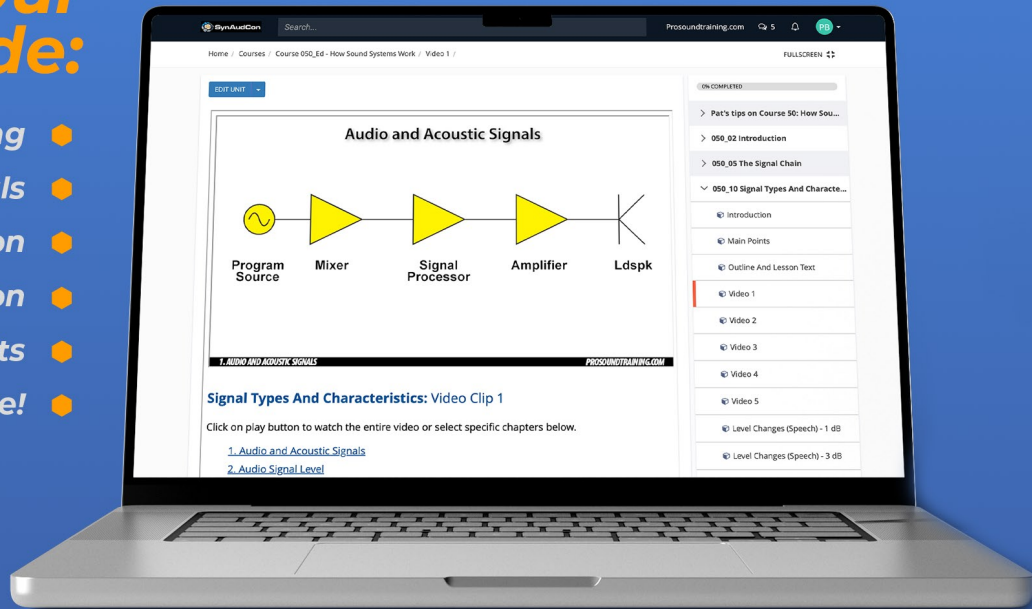 de:
SynAudCon
Search...
Prosoundtraining.com
5
PB
Home / Courses / Course 050_Ed - How Sound Systems Work / Video 1 /
FULLSCREEN
EDIT UNIT
Audio and Acoustic Signals
Program Source
Mixer
Signal Processor
Amplifier
Ldspk
1. AUDIO AND ACOUSTIC SIGNALS
PROSOUNDTRAINING.COM
Signal Types And Characteristics: Video Clip 1
Click on play button to watch the entire video or select specific chapters below.
1. Audio and Acoustic Signals
2. Audio Signal Level
0% COMPLETED
Pat's tips on Course 50: How Sou...
050_02 Introduction
050_05 The Signal Chain
050_10 Signal Types And Characte...
Introduction
Main Points
Outline And Lesson Text
Video 1
Video 2
Video 3
Video 4
Video 5
Level Changes (Speech) - 1 dB
Level Changes (Speech) - 3 dB